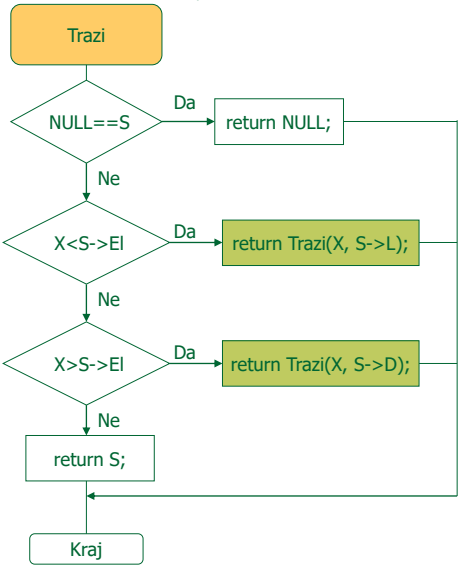 Trazi
NULL==S
Da
return NULL;
Ne
X<S->El
Da
return Trazi(X, S->L);
Ne
X>S->El
Da
return Trazi(X, S->D);
Ne
return S;
Kraj